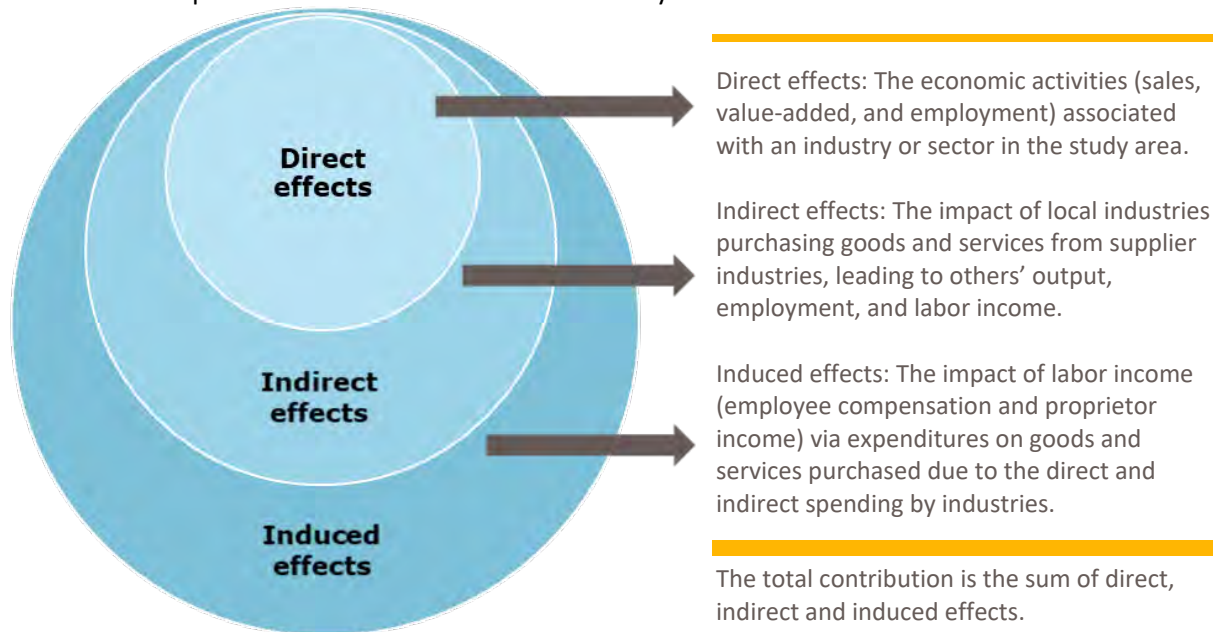 Direct
effects
Indirect
effects
Induced
effects
Direct effects: The economic activities (sales,
value-added, and employment) associated
with an industry or sector in the study area.
Indirect effects: The impact of local industries
purchasing goods and services from supplier
industries, leading to others’ output,
employment, and labor income.
Induced effects: The impact of labor income
(employee compensation and proprietor
income) via expenditures on goods and
services purchased due to the direct and
indirect spending by industries.
The total contribution is the sum of direct,
indirect and induced effects.